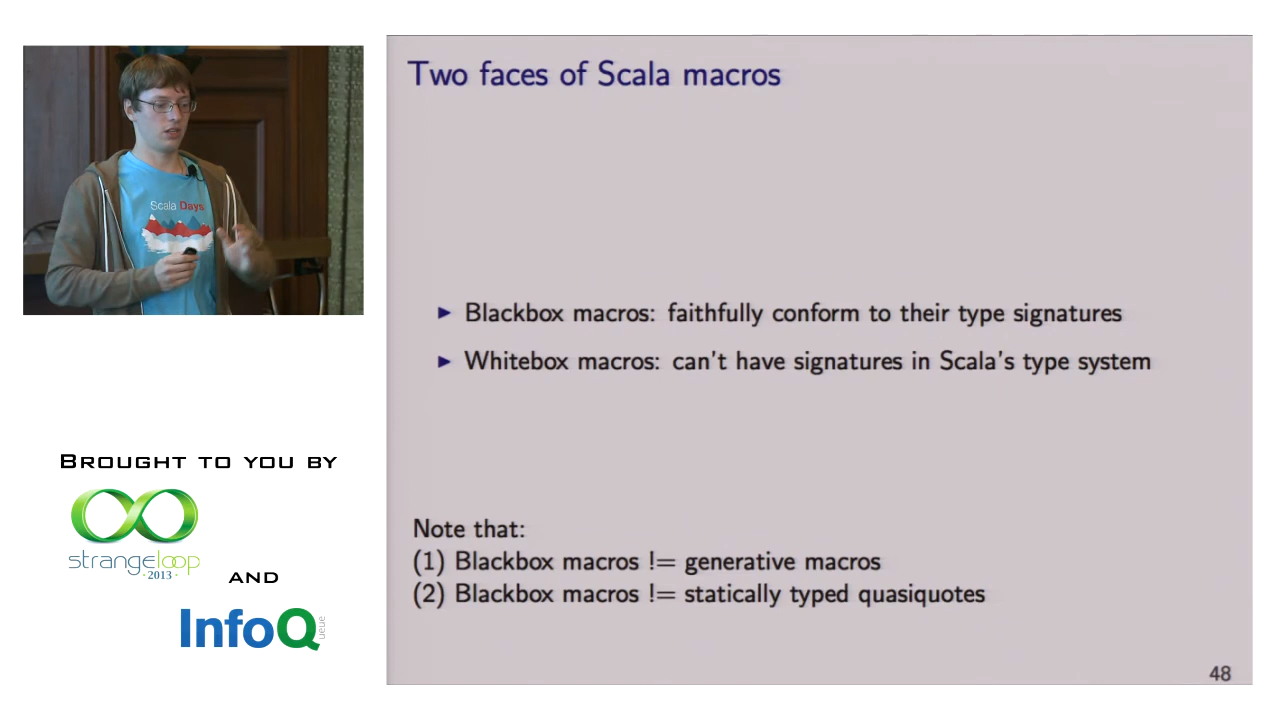 Two faces of Scala macros
Scala Days
▶ Blackbox macros: faithfully conform to their type signatures
▶ Whitebox macros: can't have signatures in Scala's type system
BROUGHT TO YOU BY
strangeloop
· 2013 ·
AND
InfoQ
ueue
Note that:
(1) Blackbox macros != generative macros
(2) Blackbox macros != statically typed quasiquotes
48